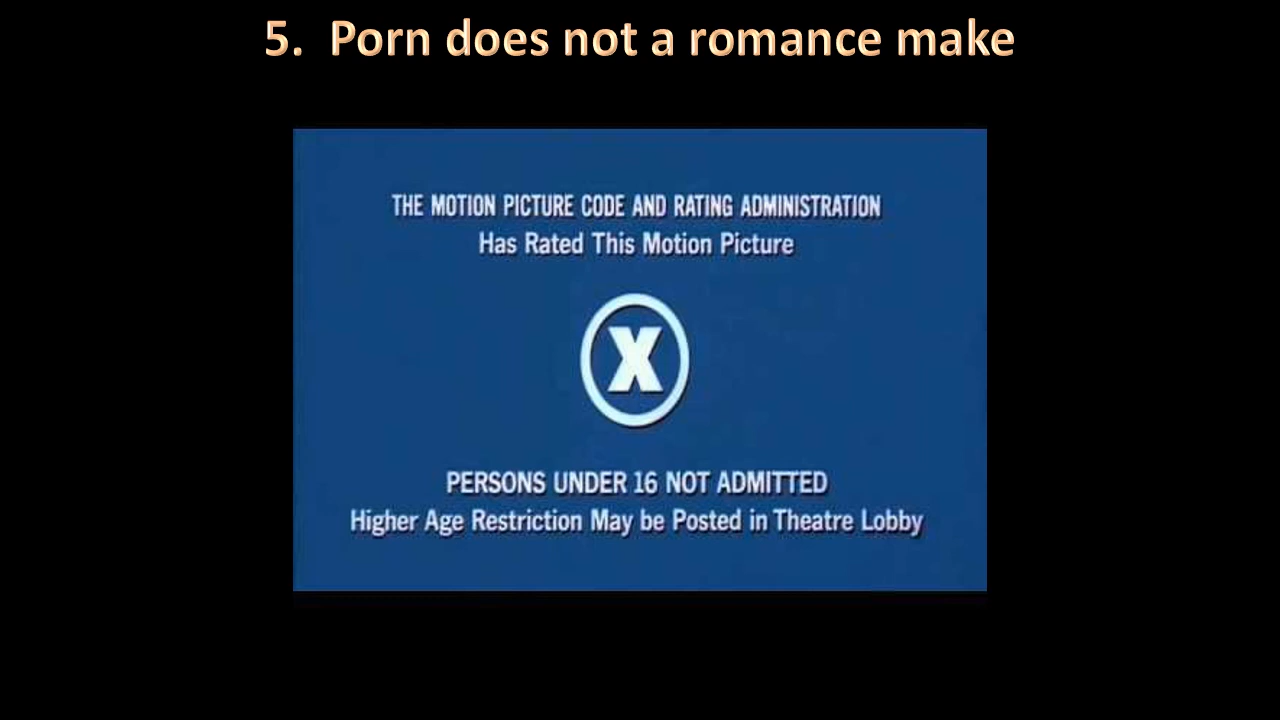 5. Porn does not a romance make
THE MOTION PICTURE CODE AND RATING ADMINISTRATION
Has Rated This Motion Picture
X
PERSONS UNDER 16 NOT ADMITTED
Higher Age Restriction May be Posted in Theatre Lobby